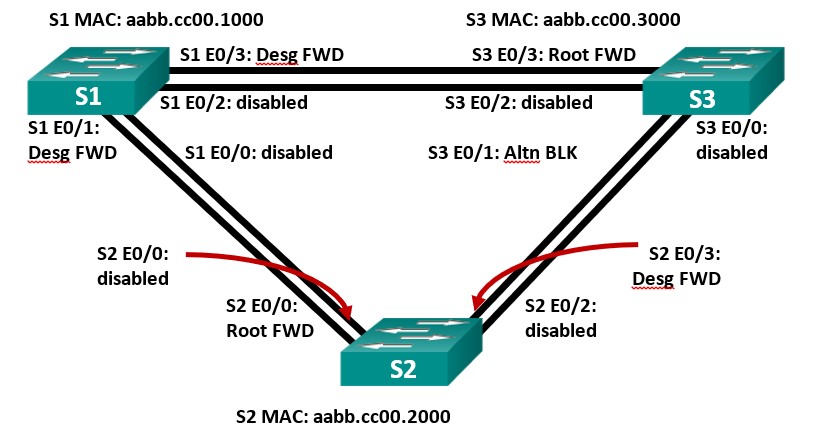 S1 MAC: aabb.cc00.1000
S3 MAC: aabb.cc00.3000
S1 E0/3: Desg FWD
S3 E0/3: Root FWD
S1
S1 E0/2: disabled
S3 E0/2: disabled
S3
S1 E0/1:
Desg FWD
S1 E0/0: disabled
S3 E0/1: Altn BLK
S3 E0/0:
disabled
S2 E0/0:
disabled
S2 E0/3:
Desg FWD
S2 E0/0:
Root FWD
S2 E0/2:
disabled
S2
S2 MAC: aabb.cc00.2000